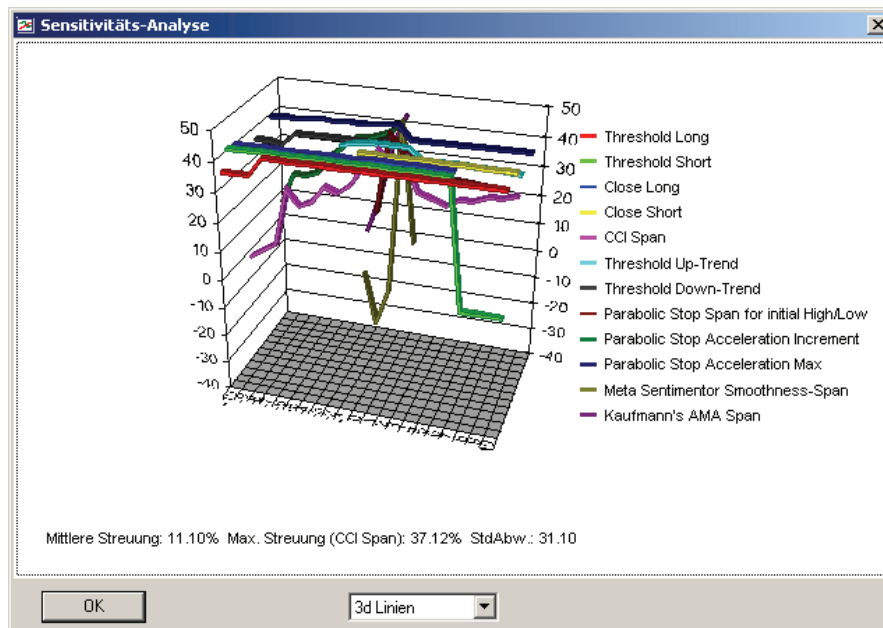 Sensitivitäts-Analyse
50
40
30
20
10
0
-10
-20
-30
-40
50
40
30
20
10
0
-10
-20
-30
-40
Threshold Long
Threshold Short
Close Long
Close Short
CCI Span
Threshold Up-Trend
Threshold Down-Trend
Parabolic Stop Span for initial High/Low
Parabolic Stop Acceleration Increment
Parabolic Stop Acceleration Max
Meta Sentimentor Smoothness-Span
Kaufmann's AMA Span
Mittlere Streuung: 11.10% Max. Streuung (CCI Span): 37.12% StdAbw.: 31.10
OK
3d Linien